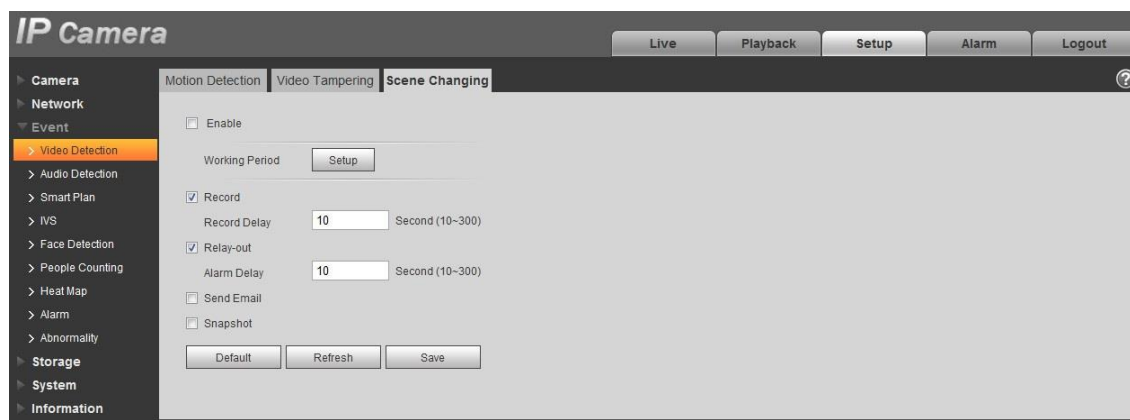 IP Camera
Live Playback Setup Alarm Logout
Camera
Network
Event
Video Detection
Audio Detection
Smart Plan
IVS
Face Detection
People Counting
Heat Map
Alarm
Abnormality
Storage
System
Information
Motion Detection Video Tampering Scene Changing
?
Enable
Working Period Setup
Record
Record Delay 10 Second (10~300)
Relay-out
Alarm Delay 10 Second (10~300)
Send Email
Snapshot
Default Refresh Save